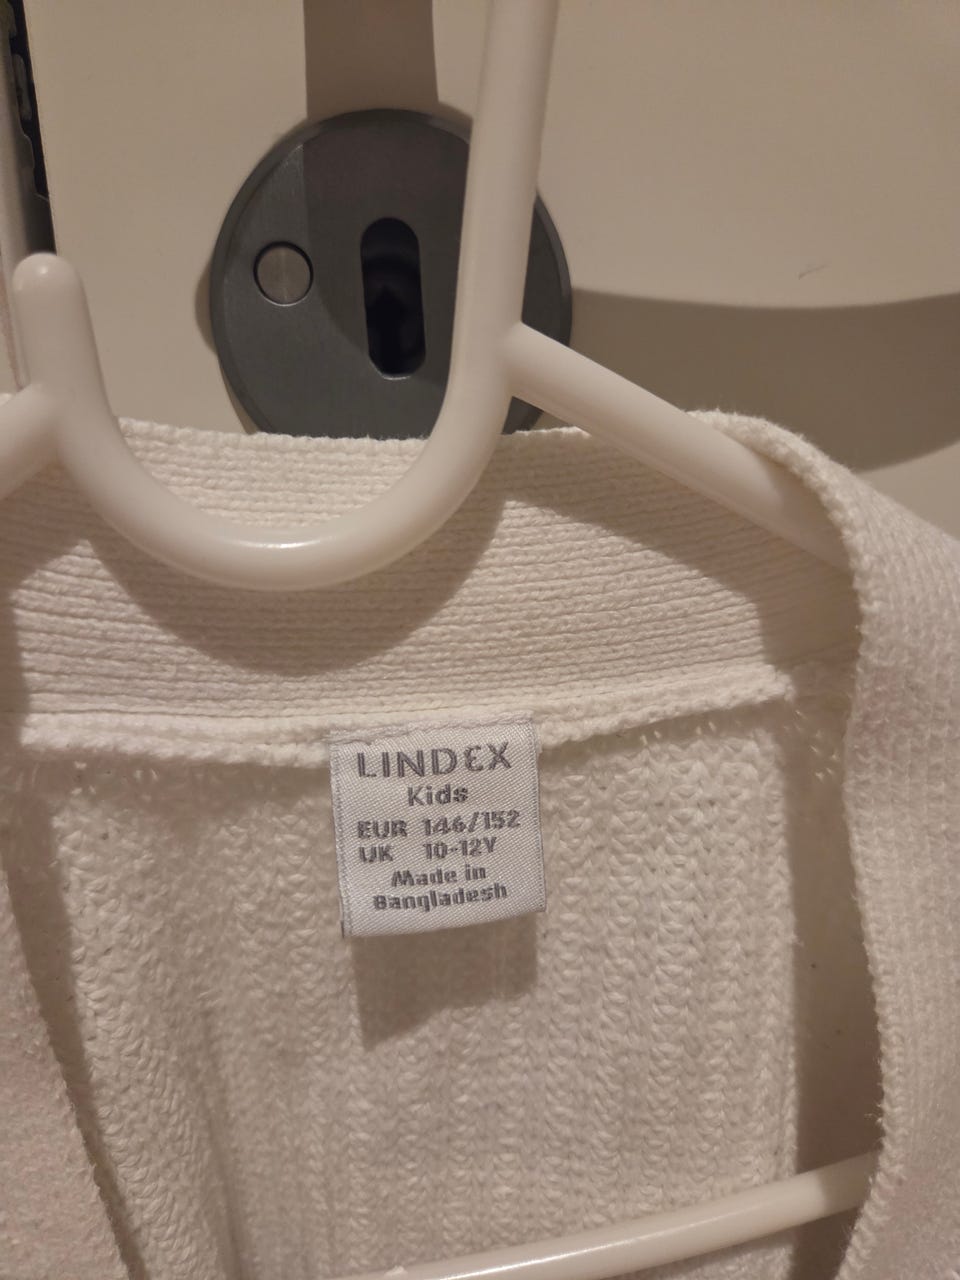 LINDEX
Kids
EUR 146/152
UK 10-12Y
Made in
Bangladesh